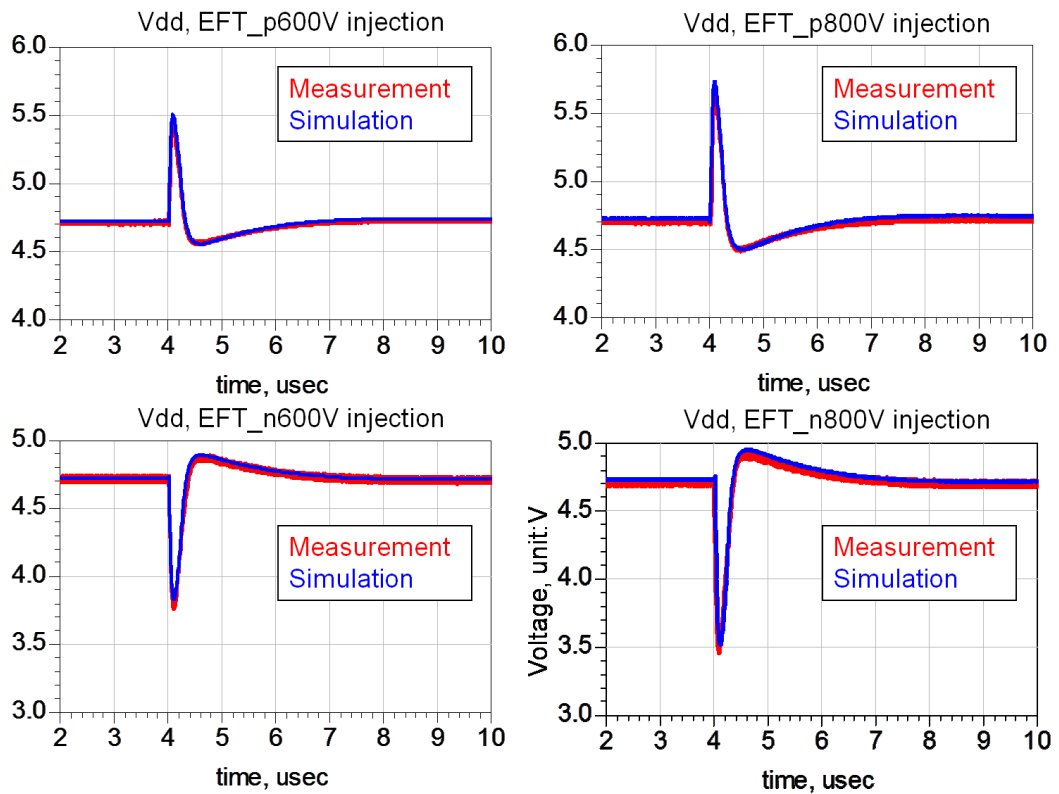 Vdd, EFT_p600V injection
6.0
5.5
5.0
4.5
4.0
Measurement
Simulation
2 3 4 5 6 7 8 9 10
time, usec
Vdd, EFT_p800V injection
6.0
5.5
5.0
4.5
4.0
Measurement
Simulation
2 3 4 5 6 7 8 9 10
time, usec
Vdd, EFT_n600V injection
5.0
4.5
4.0
3.5
3.0
Measurement
Simulation
2 3 4 5 6 7 8 9 10
time, usec
Vdd, EFT_n800V injection
Voltage, unit:V
5.0
4.5
4.0
3.5
3.0
Measurement
Simulation
2 3 4 5 6 7 8 9 10
time, usec